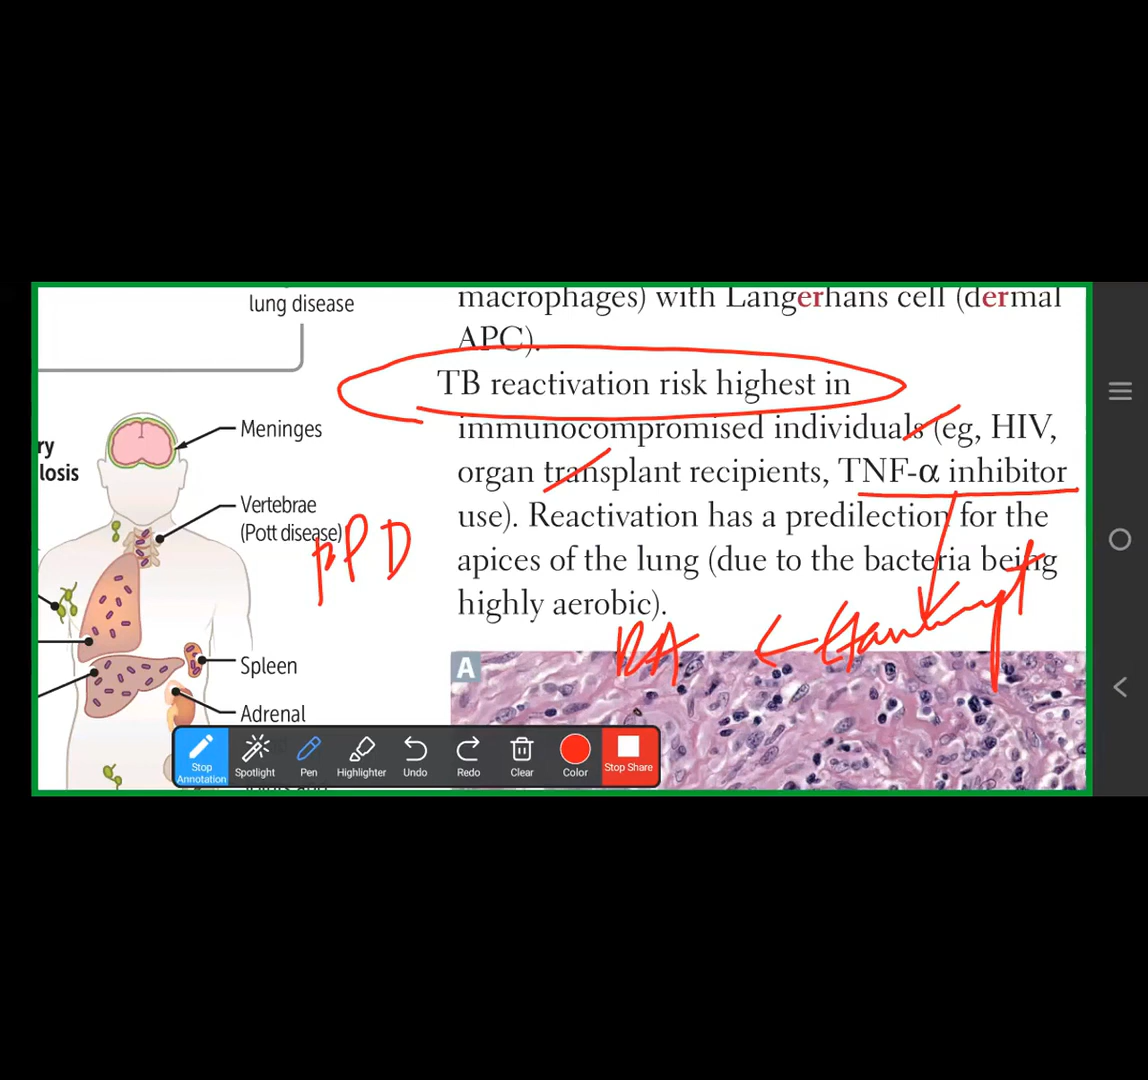 lung disease
macrophages) with Langerhans cell (dermal
APC).
TB reactivation risk highest in
immunocompromised individuals (eg, HIV,
organ transplant recipients, TNF-α inhibitor
use). Reactivation has a predilection for the
apices of the lung (due to the bacteria being
highly aerobic).
ry
losis
Meninges
Vertebrae
(Pott disease)
PPD
Spleen
Adrenal
RA ←
A
Stop Annotation
Spotlight
Pen
Highlighter
Undo
Redo
Clear
Color
Stop Share